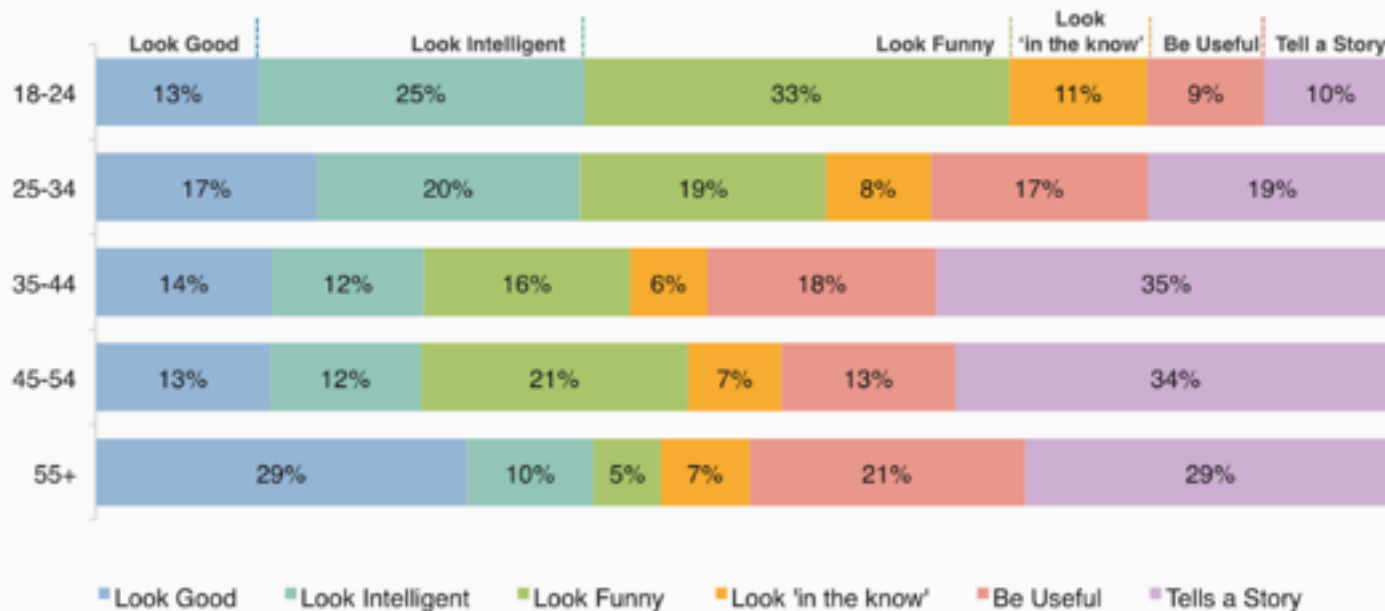 Look
Look Good Look Intelligent Look Funny 'in the know' Be Useful Tell a Story
18-24 13% 25% 33% 11% 9% 10%
25-34 17% 20% 19% 8% 17% 19%
35-44 14% 12% 16% 6% 18% 35%
45-54 13% 12% 21% 7% 13% 34%
55+ 29% 10% 5% 7% 21% 29%
Look Good Look Intelligent Look Funny Look 'in the know' Be Useful Tells a Story